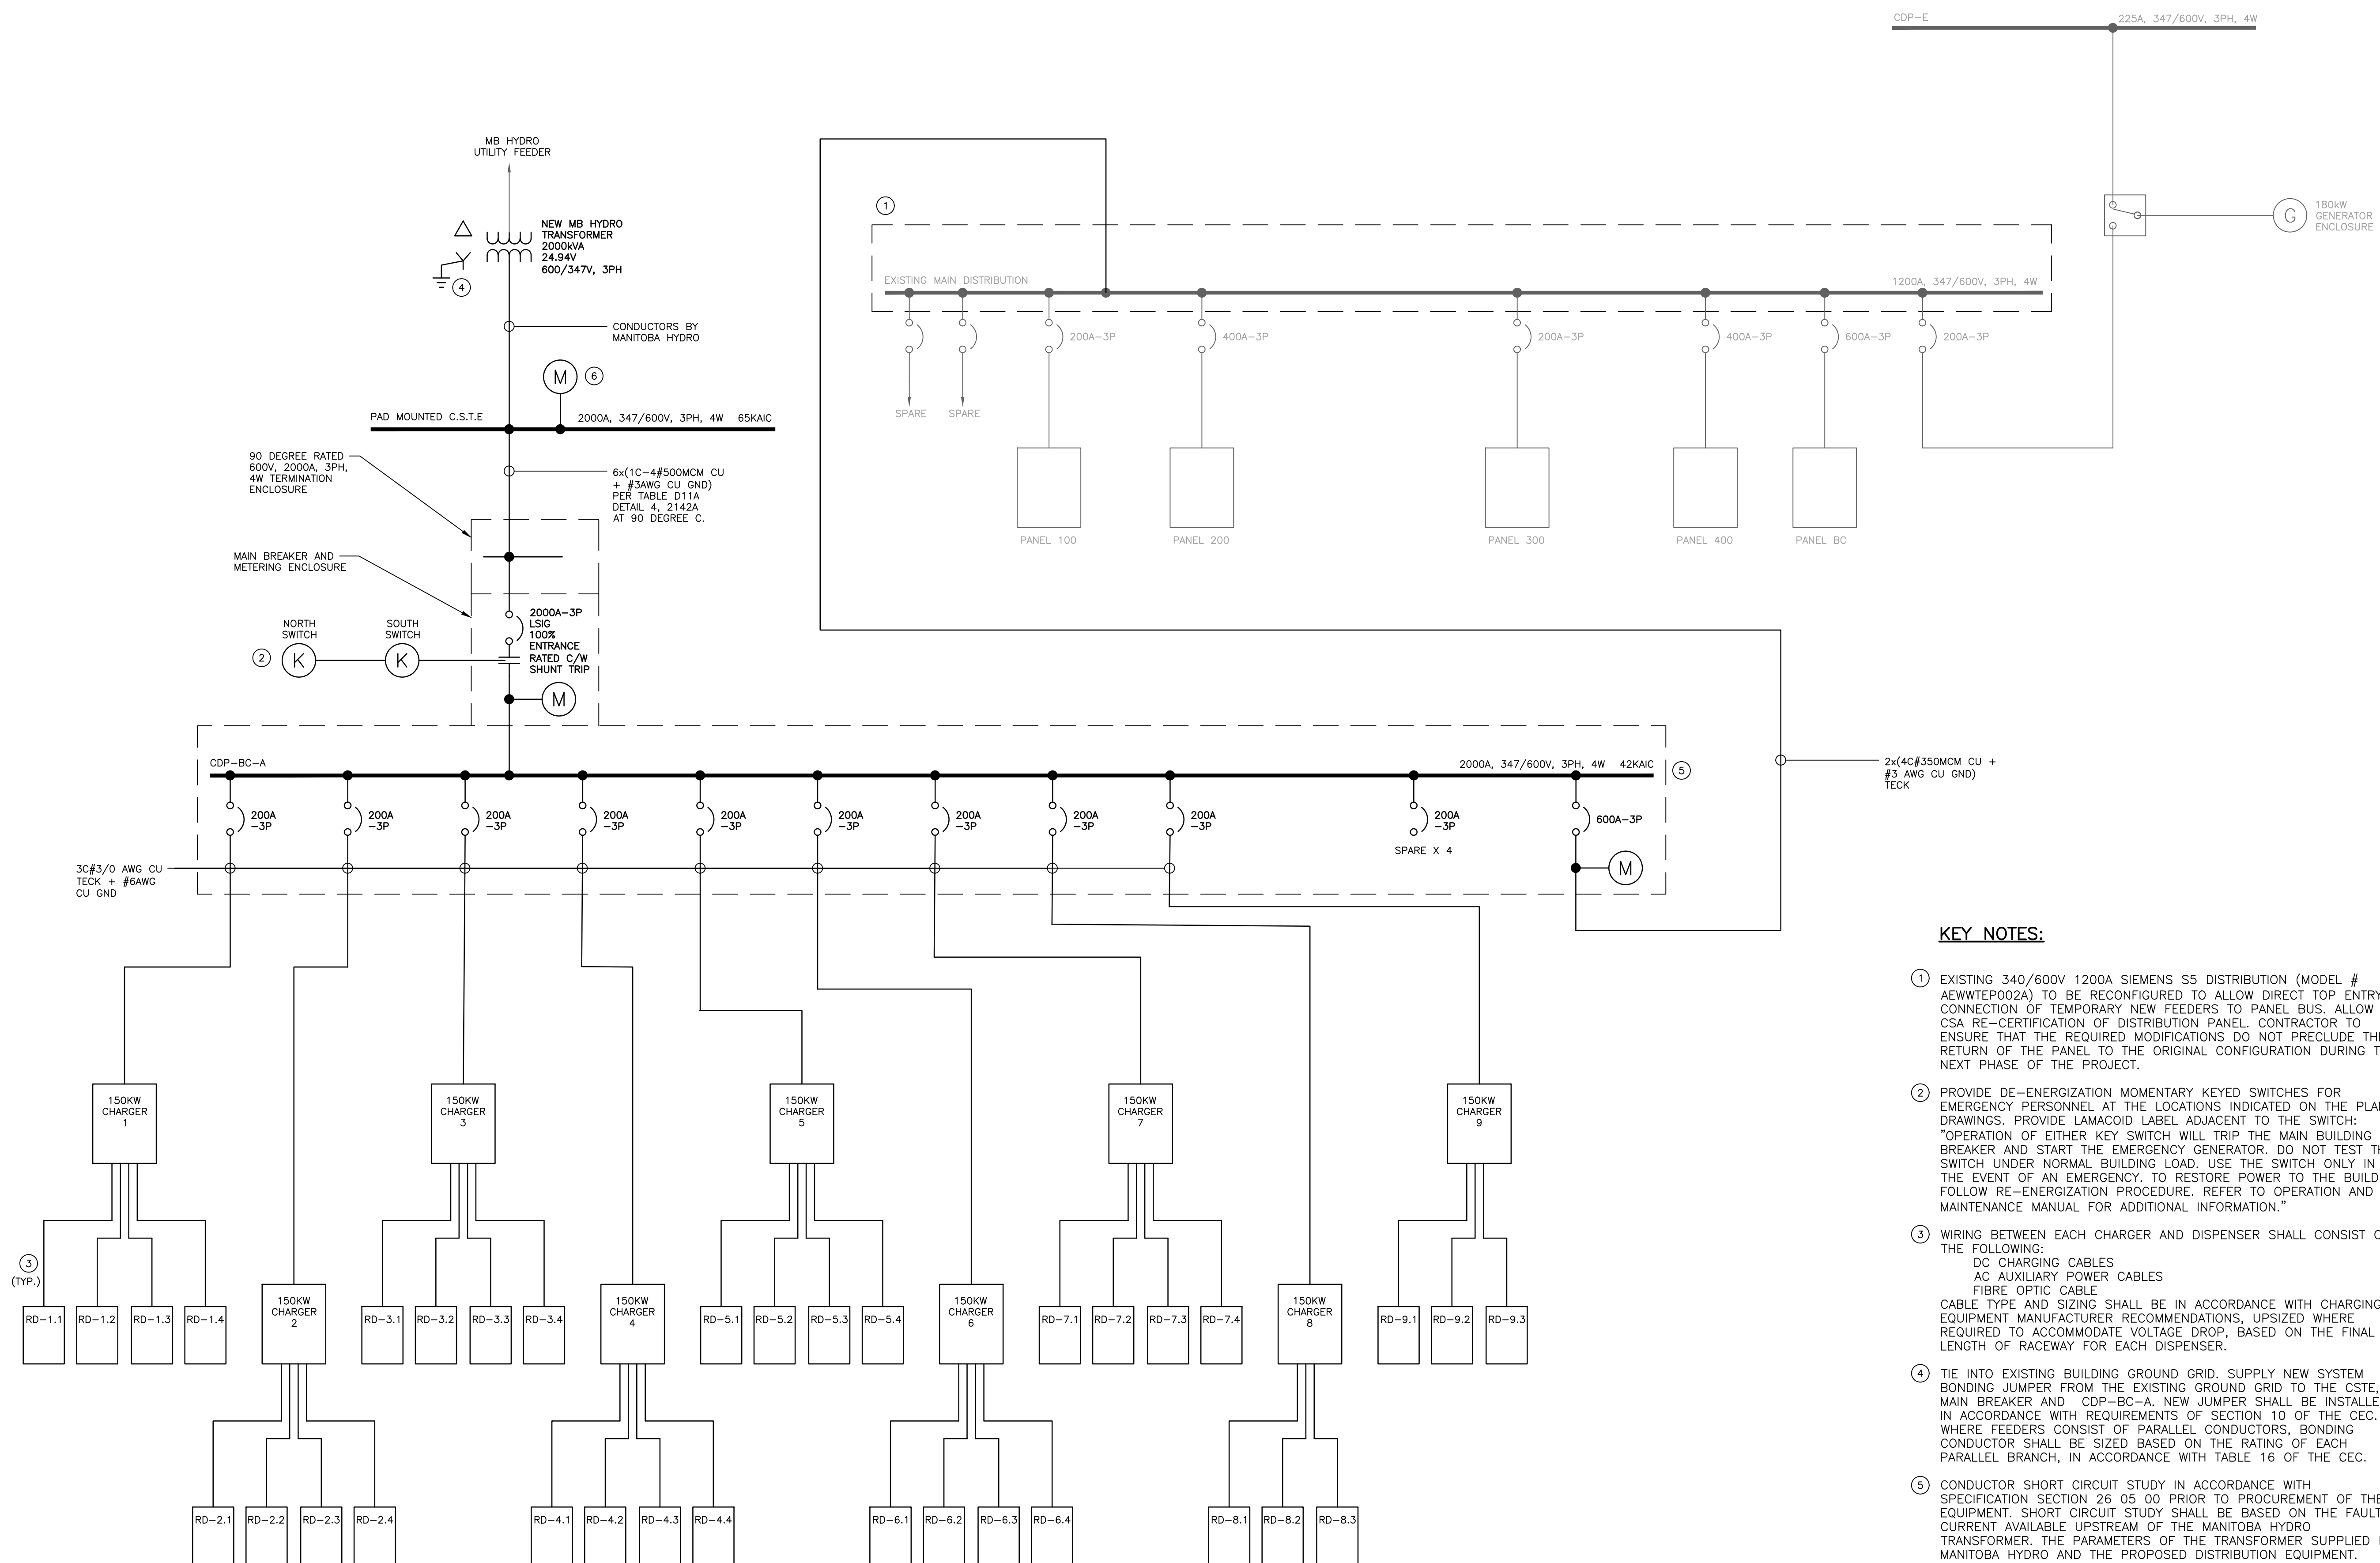 CDP-E
225A, 347/600V, 3PH, 4W
180kW
GENERATOR
ENCLOSURE
G
MB HYDRO
UTILITY FEEDER
NEW MB HYDRO
TRANSFORMER
2000kVA
24.94V
600/347V, 3PH
4
CONDUCTORS BY
MANITOBA HYDRO
M
6
PAD MOUNTED C.S.T.E
2000A, 347/600V, 3PH, 4W 65KAIC
90 DEGREE RATED
600V, 2000A, 3PH,
4W TERMINATION
ENCLOSURE
6x(1C-4#500MCM CU
+ #3AWG CU GND)
PER TABLE D11A
DETAIL 4, 2142A
AT 90 DEGREE C.
MAIN BREAKER AND
METERING ENCLOSURE
2000A-3P
LSIG
100%
ENTRANCE
RATED C/W
SHUNT TRIP
NORTH
SWITCH
SOUTH
SWITCH
2
K
K
M
1
EXISTING MAIN DISTRIBUTION
1200A, 347/600V, 3PH, 4W
200A-3P
400A-3P
200A-3P
400A-3P
600A-3P
200A-3P
SPARE
SPARE
PANEL 100
PANEL 200
PANEL 300
PANEL 400
PANEL BC
CDP-BC-A
2000A, 347/600V, 3PH, 4W 42KAIC
5
200A
-3P
200A
-3P
200A
-3P
200A
-3P
200A
-3P
200A
-3P
200A
-3P
200A
-3P
200A
-3P
200A
-3P
SPARE X 4
600A-3P
M
2x(4C#350MCM CU +
#3 AWG CU GND)
TECK
3C#3/0 AWG CU
TECK + #6AWG
CU GND
150KW
CHARGER
1
150KW
CHARGER
3
150KW
CHARGER
5
150KW
CHARGER
7
150KW
CHARGER
9
3
(TYP.)
150KW
CHARGER
2
150KW
CHARGER
4
150KW
CHARGER
6
150KW
CHARGER
8
RD-1.1
RD-1.2
RD-1.3
RD-1.4
RD-3.1
RD-3.2
RD-3.3
RD-3.4
RD-5.1
RD-5.2
RD-5.3
RD-5.4
RD-7.1
RD-7.2
RD-7.3
RD-7.4
RD-9.1
RD-9.2
RD-9.3
RD-2.1
RD-2.2
RD-2.3
RD-2.4
RD-4.1
RD-4.2
RD-4.3
RD-4.4
RD-6.1
RD-6.2
RD-6.3
RD-6.4
RD-8.1
RD-8.2
RD-8.3
KEY NOTES:
1 EXISTING 340/600V 1200A SIEMENS S5 DISTRIBUTION (MODEL #
AEWWTEP002A) TO BE RECONFIGURED TO ALLOW DIRECT TOP ENTRY
CONNECTION OF TEMPORARY NEW FEEDERS TO PANEL BUS. ALLOW
CSA RE-CERTIFICATION OF DISTRIBUTION PANEL. CONTRACTOR TO
ENSURE THAT THE REQUIRED MODIFICATIONS DO NOT PRECLUDE
RETURN OF THE PANEL TO THE ORIGINAL CONFIGURATION DURING
NEXT PHASE OF THE PROJECT.
2 PROVIDE DE-ENERGIZATION MOMENTARY KEYED SWITCHES FOR
EMERGENCY PERSONNEL AT THE LOCATIONS INDICATED ON THE
DRAWINGS. PROVIDE LAMACOID LABEL ADJACENT TO THE SWITCH:
"OPERATION OF EITHER KEY SWITCH WILL TRIP THE MAIN BUILDING
BREAKER AND START THE EMERGENCY GENERATOR. DO NOT TEST
SWITCH UNDER NORMAL BUILDING LOAD. USE THE SWITCH ONLY IN
THE EVENT OF AN EMERGENCY. TO RESTORE POWER TO THE
FOLLOW RE-ENERGIZATION PROCEDURE. REFER TO OPERATION AND
MAINTENANCE MANUAL FOR ADDITIONAL INFORMATION."
3 WIRING BETWEEN EACH CHARGER AND DISPENSER SHALL CONSIST
THE FOLLOWING:
DC CHARGING CABLES
AC AUXILIARY POWER CABLES
FIBRE OPTIC CABLE
CABLE TYPE AND SIZING SHALL BE IN ACCORDANCE WITH CHARGING
EQUIPMENT MANUFACTURER RECOMMENDATIONS, UPSIZED WHERE
REQUIRED TO ACCOMMODATE VOLTAGE DROP, BASED ON THE FINAL
LENGTH OF RACEWAY FOR EACH DISPENSER.
4 TIE INTO EXISTING BUILDING GROUND GRID. SUPPLY NEW SYSTEM
BONDING JUMPER FROM THE EXISTING GROUND GRID TO THE CSTE,
MAIN BREAKER AND CDP-BC-A. NEW JUMPER SHALL BE
IN ACCORDANCE WITH REQUIREMENTS OF SECTION 10 OF THE CEC.
WHERE FEEDERS CONSIST OF PARALLEL CONDUCTORS, BONDING
CONDUCTOR SHALL BE SIZED BASED ON THE RATING OF EACH
PARALLEL BRANCH, IN ACCORDANCE WITH TABLE 16 OF THE CEC.
5 CONDUCTOR SHORT CIRCUIT STUDY IN ACCORDANCE WITH
SPECIFICATION SECTION 26 05 00 PRIOR TO PROCUREMENT OF
EQUIPMENT. SHORT CIRCUIT STUDY SHALL BE BASED ON THE FAULT
CURRENT AVAILABLE UPSTREAM OF THE MANITOBA HYDRO
TRANSFORMER. THE PARAMETERS OF THE TRANSFORMER SUPPLIED
MANITOBA HYDRO AND THE PROPOSED DISTRIBUTION EQUIPMENT.